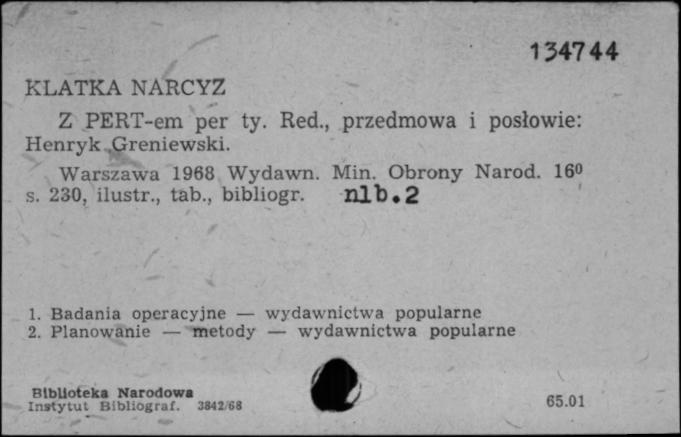 134744
KLATKA NARCYZ
Z PERT-em per ty. Red., przedmowa i posłowie:
Henryk Greniewski.
Warszawa 1968 Wydawn. Min. Obrony Narod. 16⁰
s. 230, ilustr., tab., bibliogr. nlb.2
1. Badania operacyjne — wydawnictwa popularne
2. Planowanie — metody — wydawnictwa popularne
Biblioteka Narodowa
Instytut Bibliograf. 3842/68
65.01